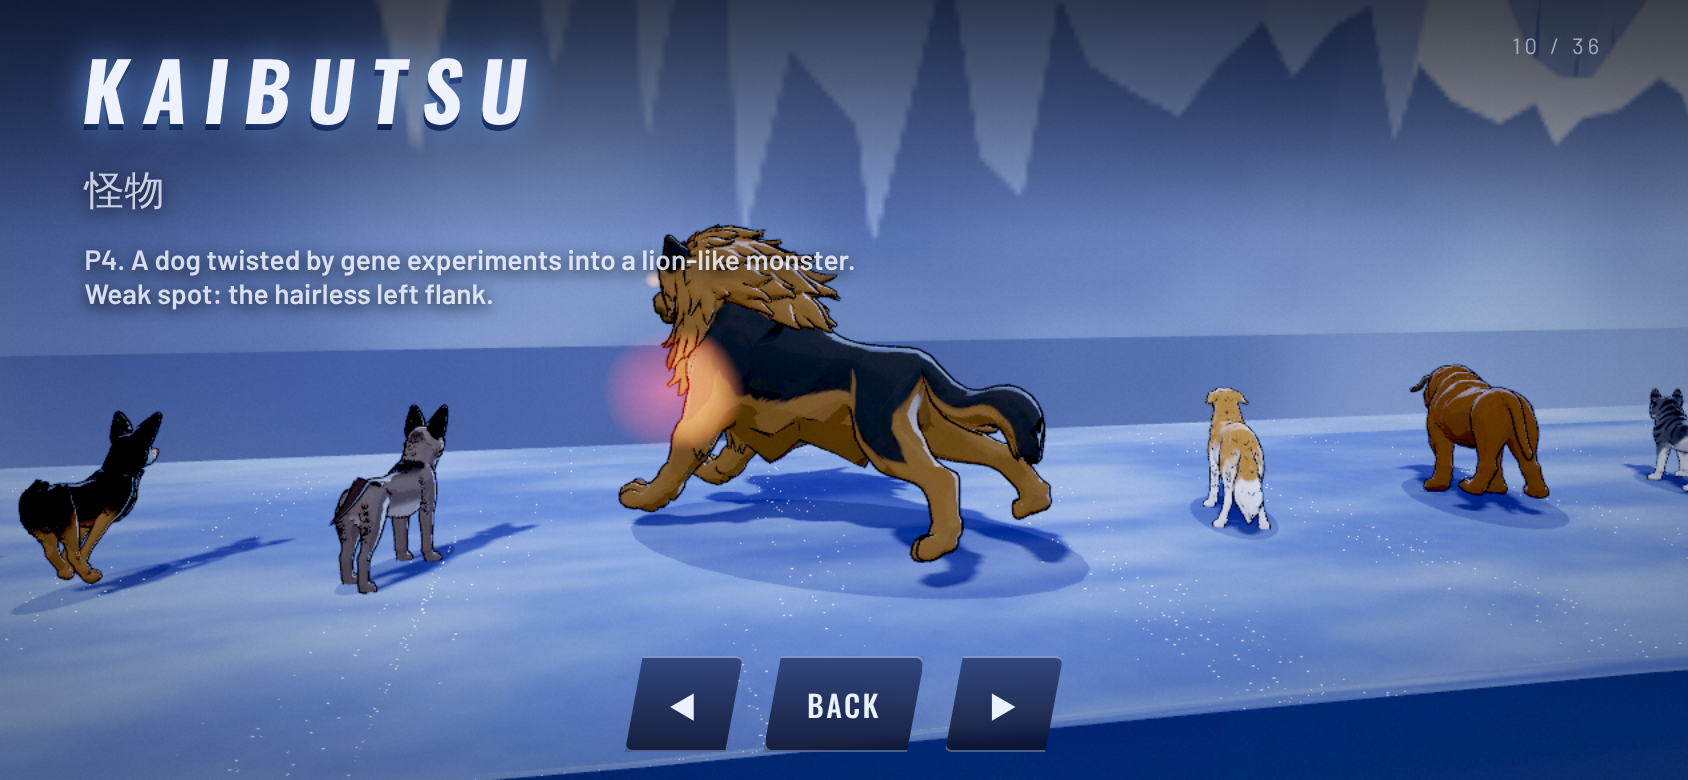 KAIBUTSU
10 / 36
怪物
P4. A dog twisted by gene experiments into a lion-like monster.
Weak spot: the hairless left flank.
◀ BACK ▶